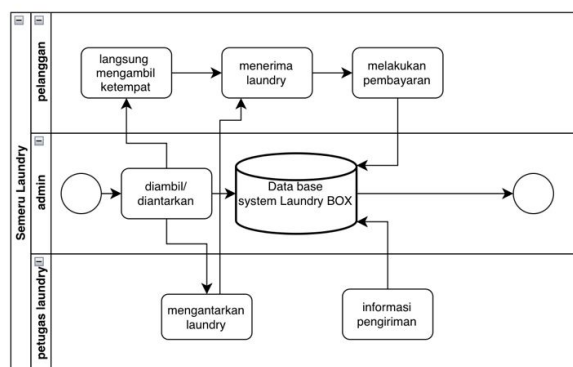 Semeru Laundry
pelanggan
langsung
mengambil
ketempat
menerima
laundry
melakukan
pembayaran
admin
diambil/
diantarkan
Data base
system Laundry BOX
petugas laundry
mengantarkan
laundry
informasi
pengiriman